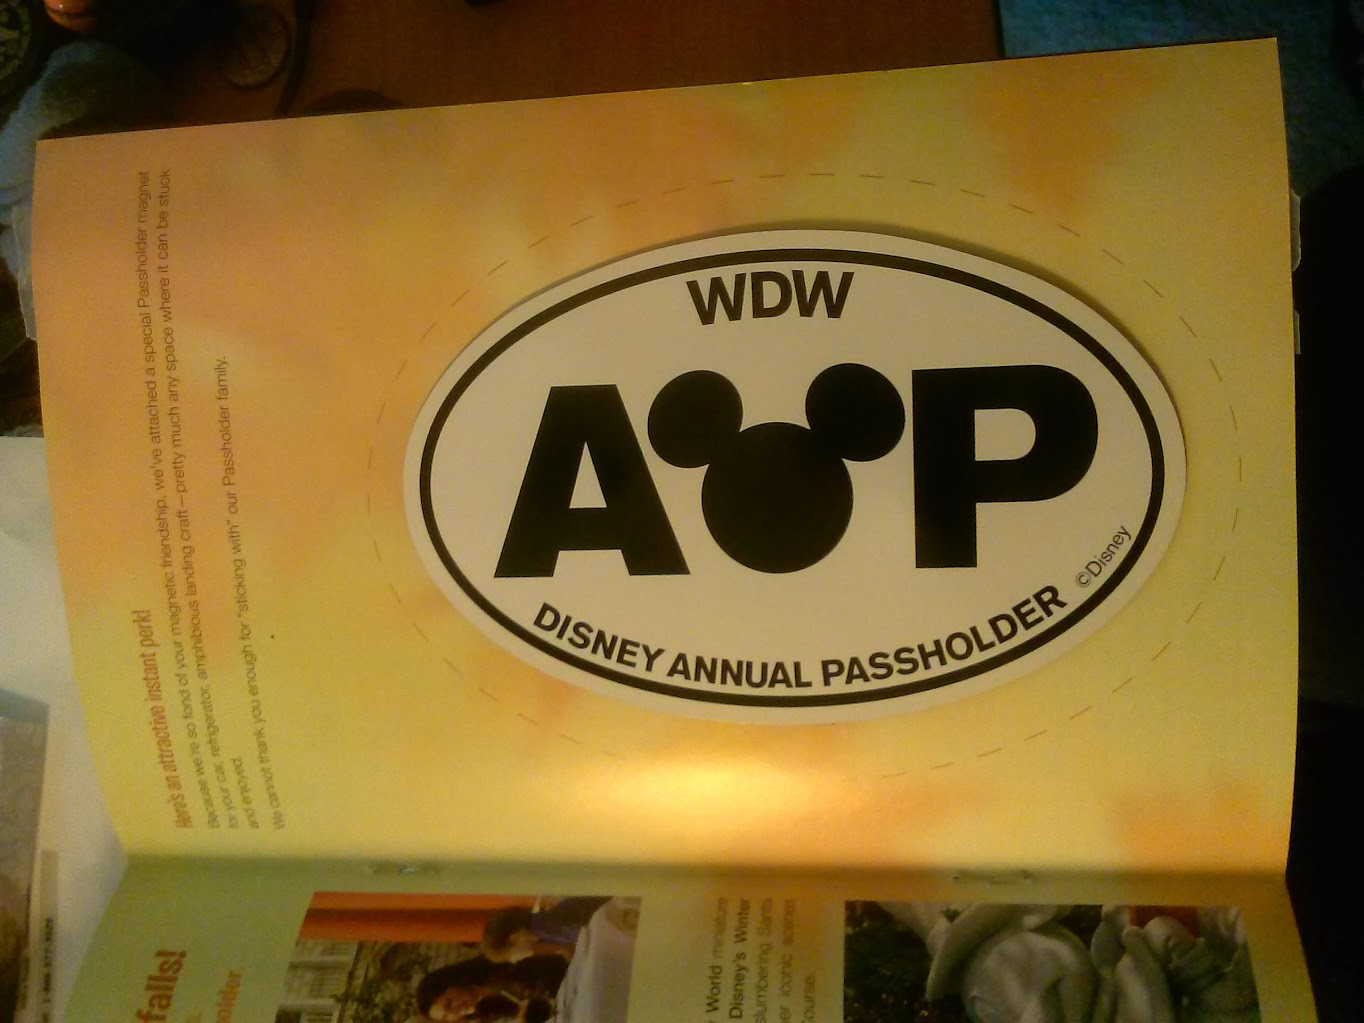 WDW
AP
DISNEY ANNUAL PASSHOLDER
©Disney
Here's an attractive instant perk!
Because we're so fond of your magnetic friendship, we've attached a special Passholder magnet
for your car, refrigerator, amphibious landing craft – pretty much any space where it can be stuck
and enjoyed.
We cannot thank you enough for "sticking with" our Passholder family.
falls!
World miniature
Disney's Winter
slumbering Santa
iconic scenes